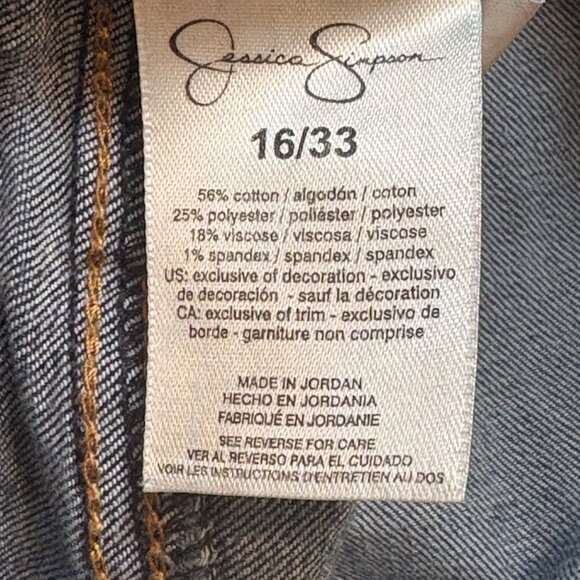 Jessica Simpson
16/33
56% cotton / algodón / coton
25% polyester / poliéster / polyester
18% viscose / viscosa / viscose
1% spandex / spandex / spandex
US: exclusive of decoration - exclusivo
de decoración - sauf la décoration
CA: exclusive of trim - exclusivo de
borde - garniture non comprise
MADE IN JORDAN
HECHO EN JORDANIA
FABRIQUÉ EN JORDANIE
SEE REVERSE FOR CARE
VER AL REVERSO PARA EL CUIDADO
VOIR LES INSTRUCTIONS D'ENTRETIEN AU DOS